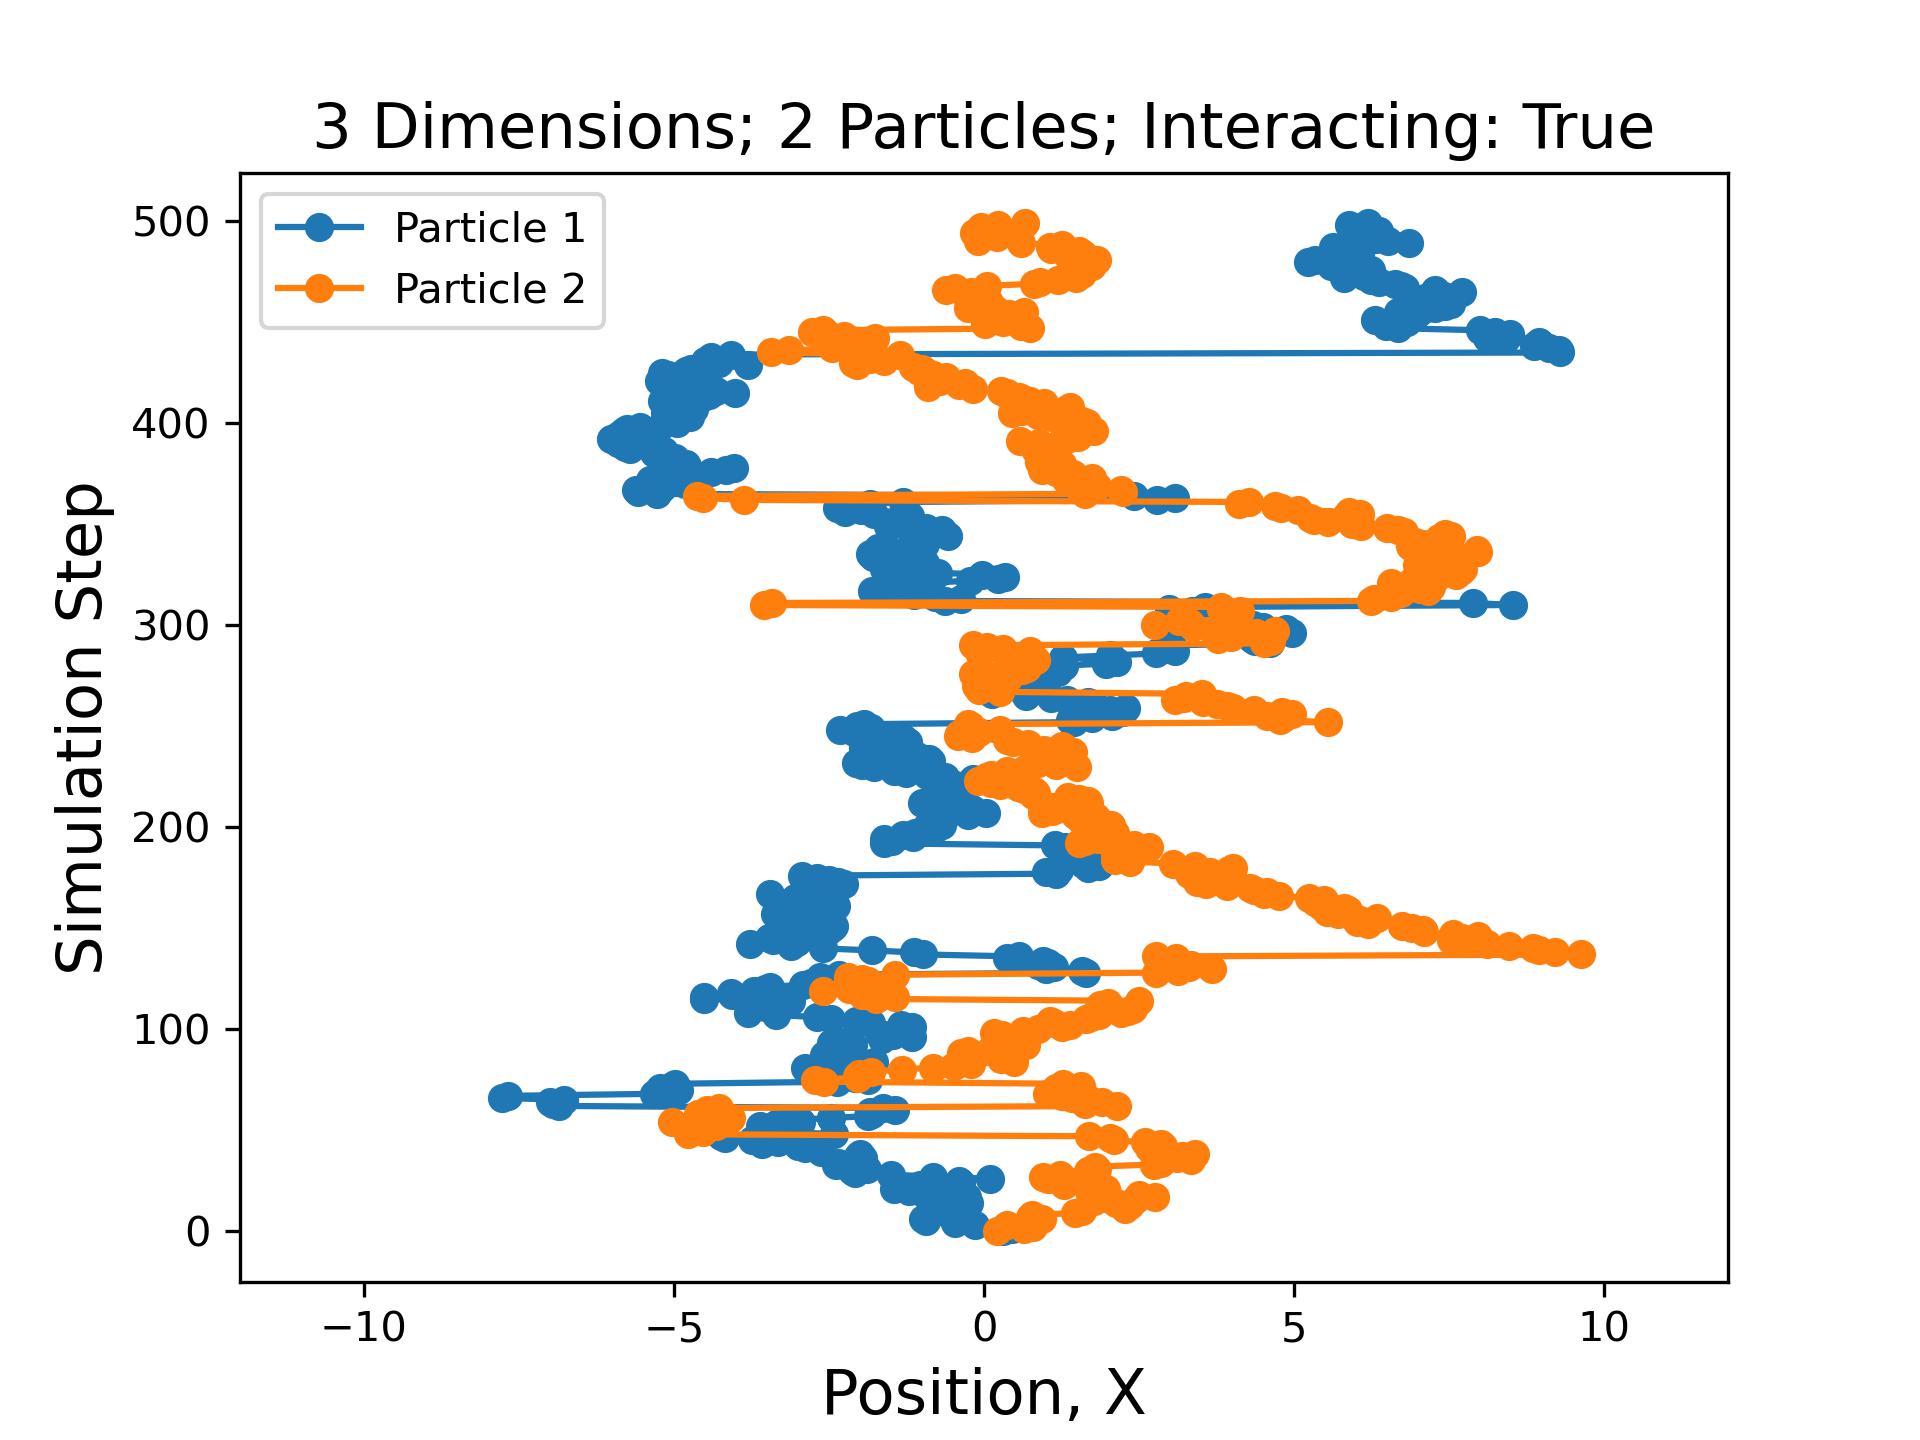 3 Dimensions; 2 Particles; Interacting: True
Particle 1
Particle 2
500
400
300
200
100
0
Simulation Step
−10
−5
0
5
10
Position, X